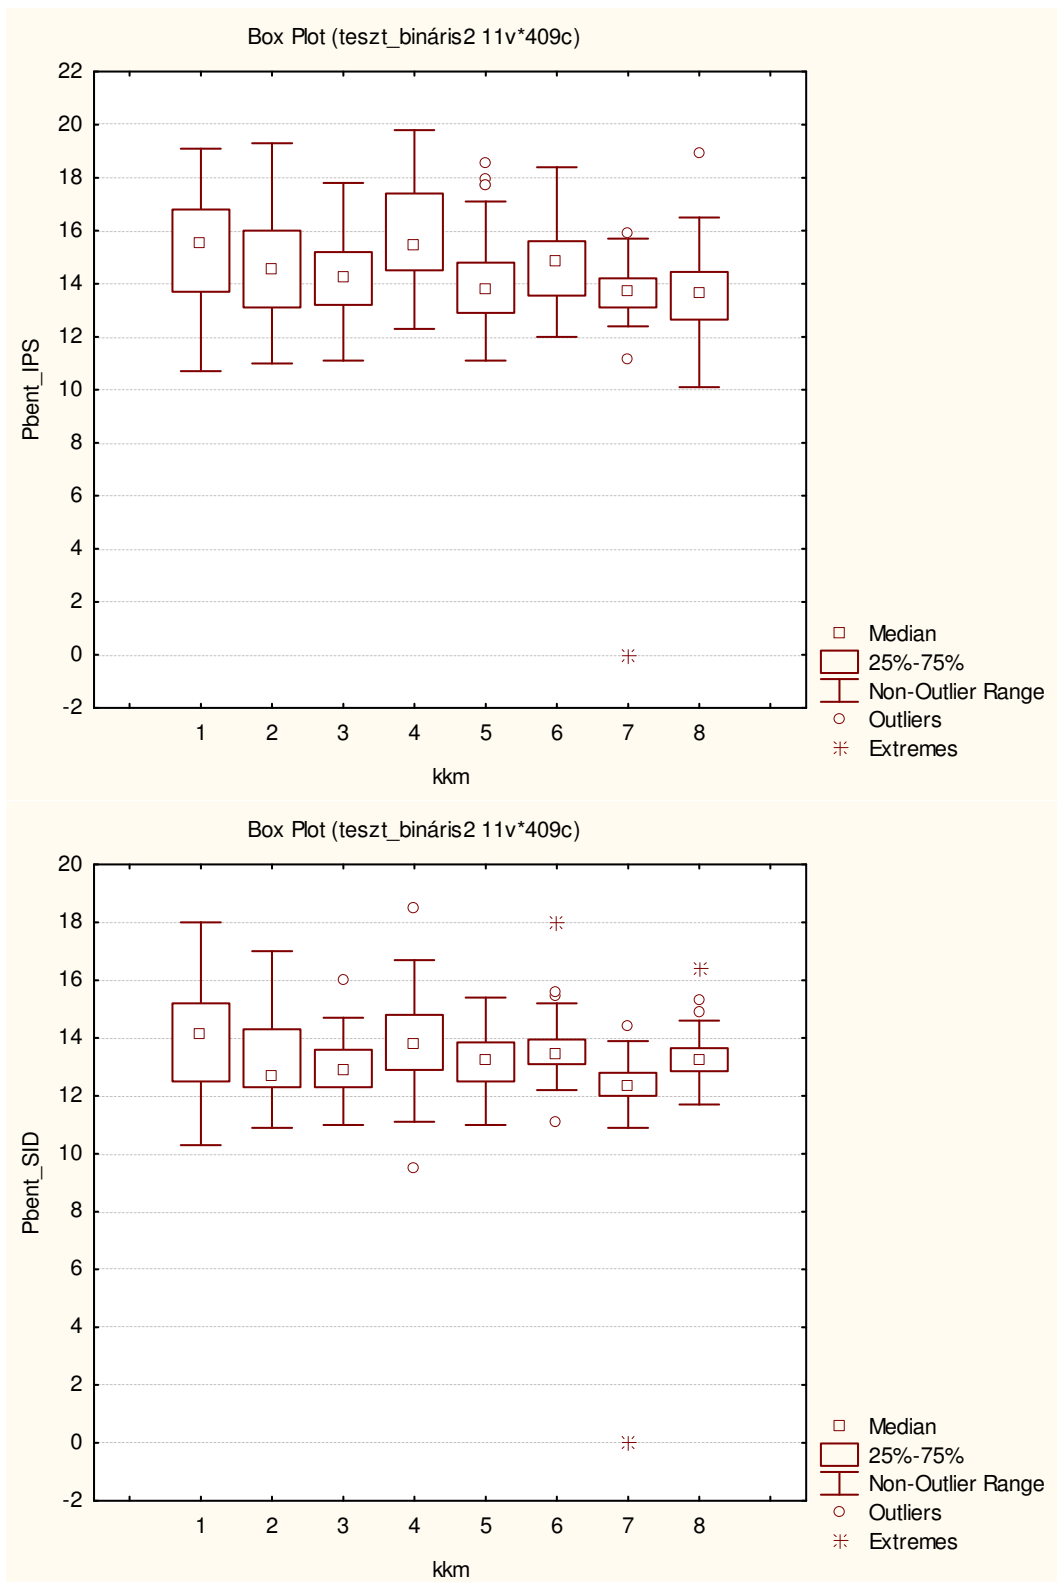 Box Plot (teszt_bináris2 11v*409c)
22
20
18
16
14
12
10
8
6
4
2
0
-2
Pbent_IPS
1 2 3 4 5 6 7 8
kkm
Median
25%-75%
Non-Outlier Range
Outliers
Extremes
Box Plot (teszt_bináris2 11v*409c)
20
18
16
14
12
10
8
6
4
2
0
-2
Pbent_SID
1 2 3 4 5 6 7 8
kkm
Median
25%-75%
Non-Outlier Range
Outliers
Extremes